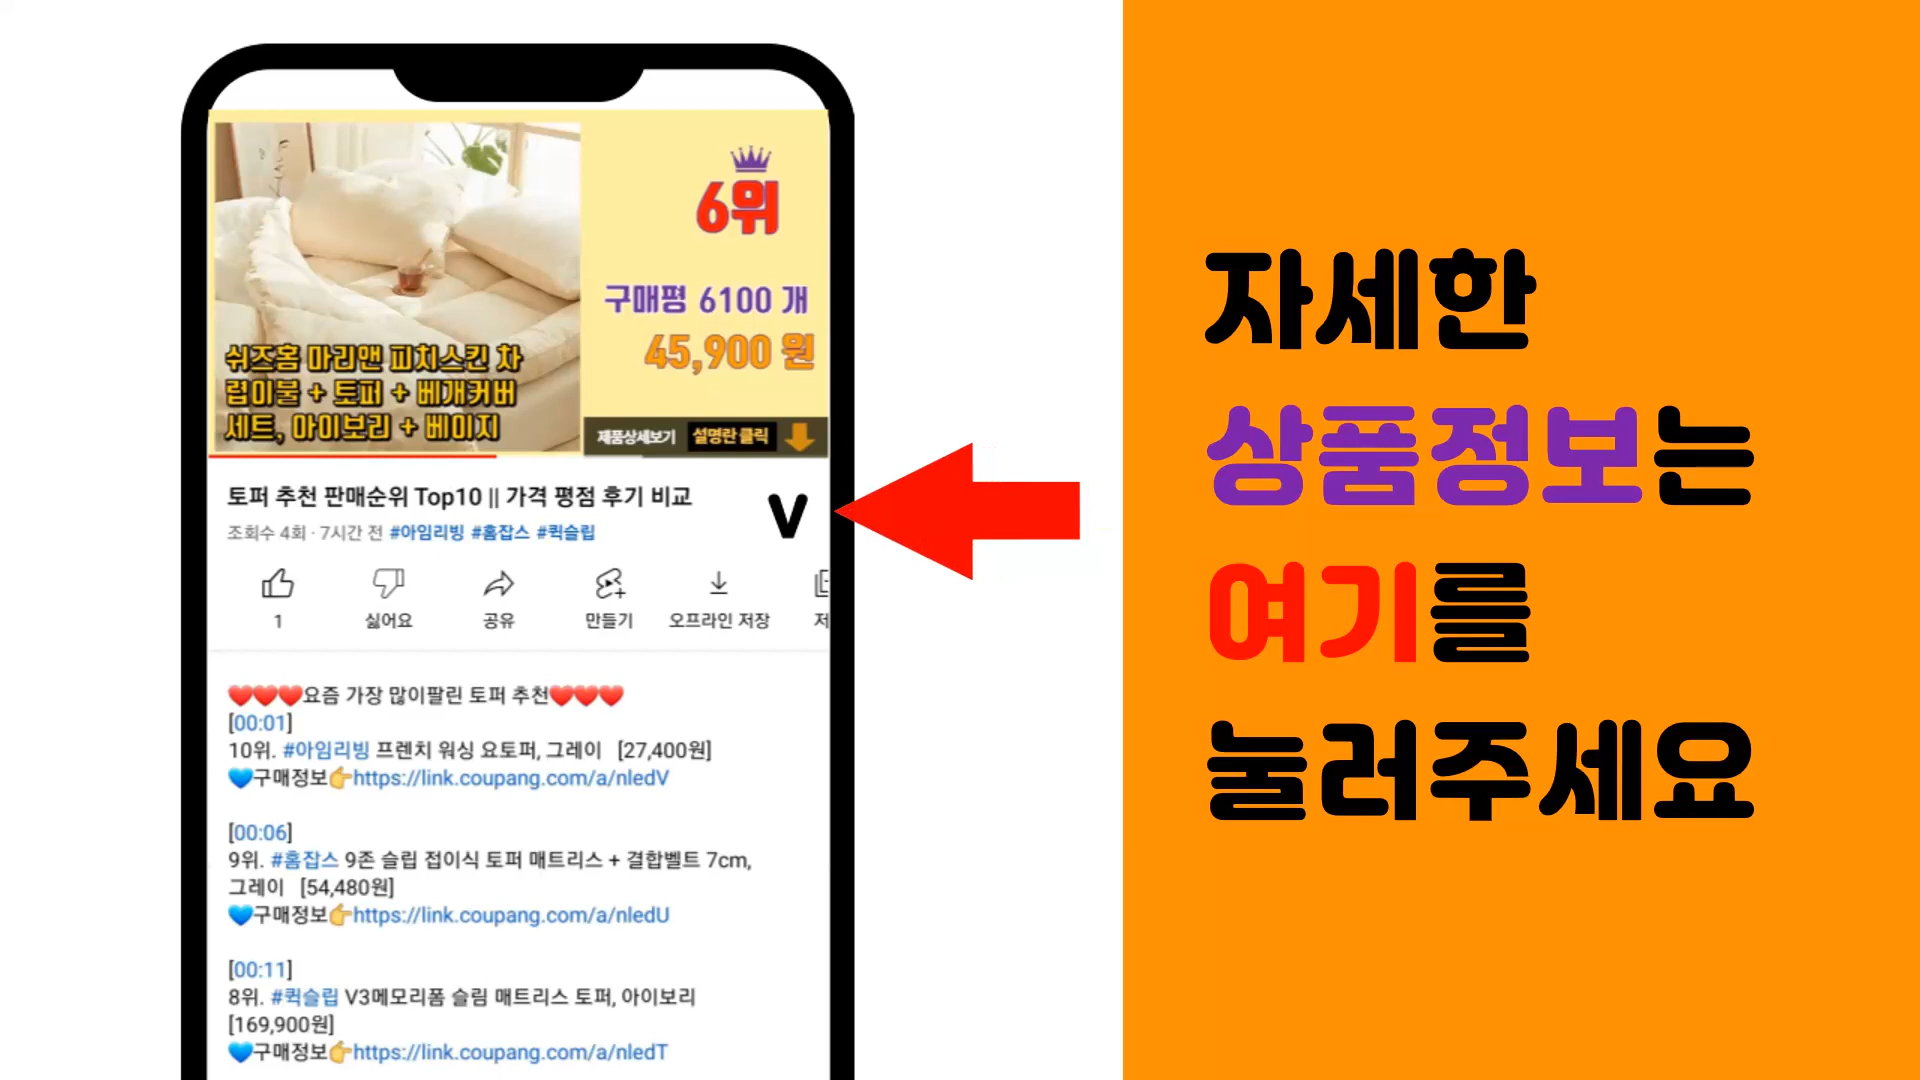 6위
구매평 6100 개
45,900 원
쉬즈홈 마리앤 피치스킨 차
렵이불 + 토퍼 + 베개커버
세트, 아이보리 + 베이지
제품상세보기 설명란 클릭
토퍼 추천 판매순위 Top10 || 가격 평점 후기 비교
V
조회수 4회 · 7시간 전 #아임리빙 #홈잡스 #퀵슬립
1 싫어요 공유 만들기 오프라인 저장 저
❤️❤️❤️요즘 가장 많이팔린 토퍼 추천❤️❤️❤️
[00:01]
10위. #아임리빙 프렌치 워싱 요토퍼, 그레이 [27,400원]
💙구매정보👉https://link.coupang.com/a/nledV
[00:06]
9위. #홈잡스 9존 슬립 접이식 토퍼 매트리스 + 결합벨트 7cm,
그레이 [54,480원]
💙구매정보👉https://link.coupang.com/a/nledU
[00:11]
8위. #퀵슬립 V3메모리폼 슬림 매트리스 토퍼, 아이보리
[169,900원]
💙구매정보👉https://link.coupang.com/a/nledT
자세한
상품정보는
여기를
눌러주세요